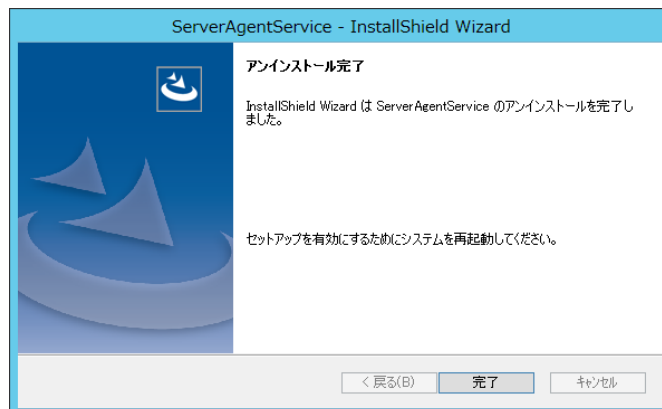 ServerAgentService - InstallShield Wizard
アンインストール完了
InstallShield Wizard は ServerAgentService のアンインストールを完了し
ました。
セットアップを有効にするためにシステムを再起動してください。
< 戻る(B)
完了
キャンセル